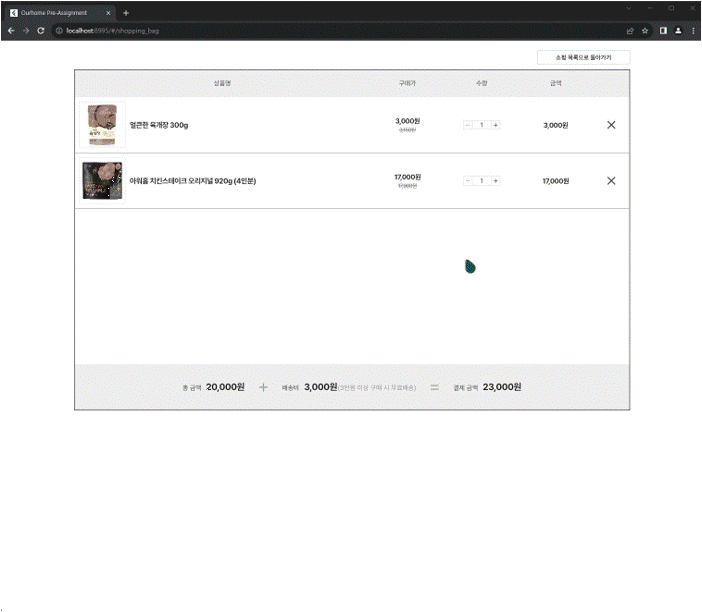 Ourhome Pre-Assignment
localhost:8995/#/shopping_bag
쇼핑 목록으로 돌아가기
상품명 구매가 수량 금액
얼큰한 육개장 300g 3,000원 1 3,000원
아워홈 치킨스테이크 오리지널 920g (4인분) 17,000원 1 17,000원
총 금액 20,000원 + 배송비 3,000원(3만원 이상 구매 시 무료배송) = 결제 금액 23,000원